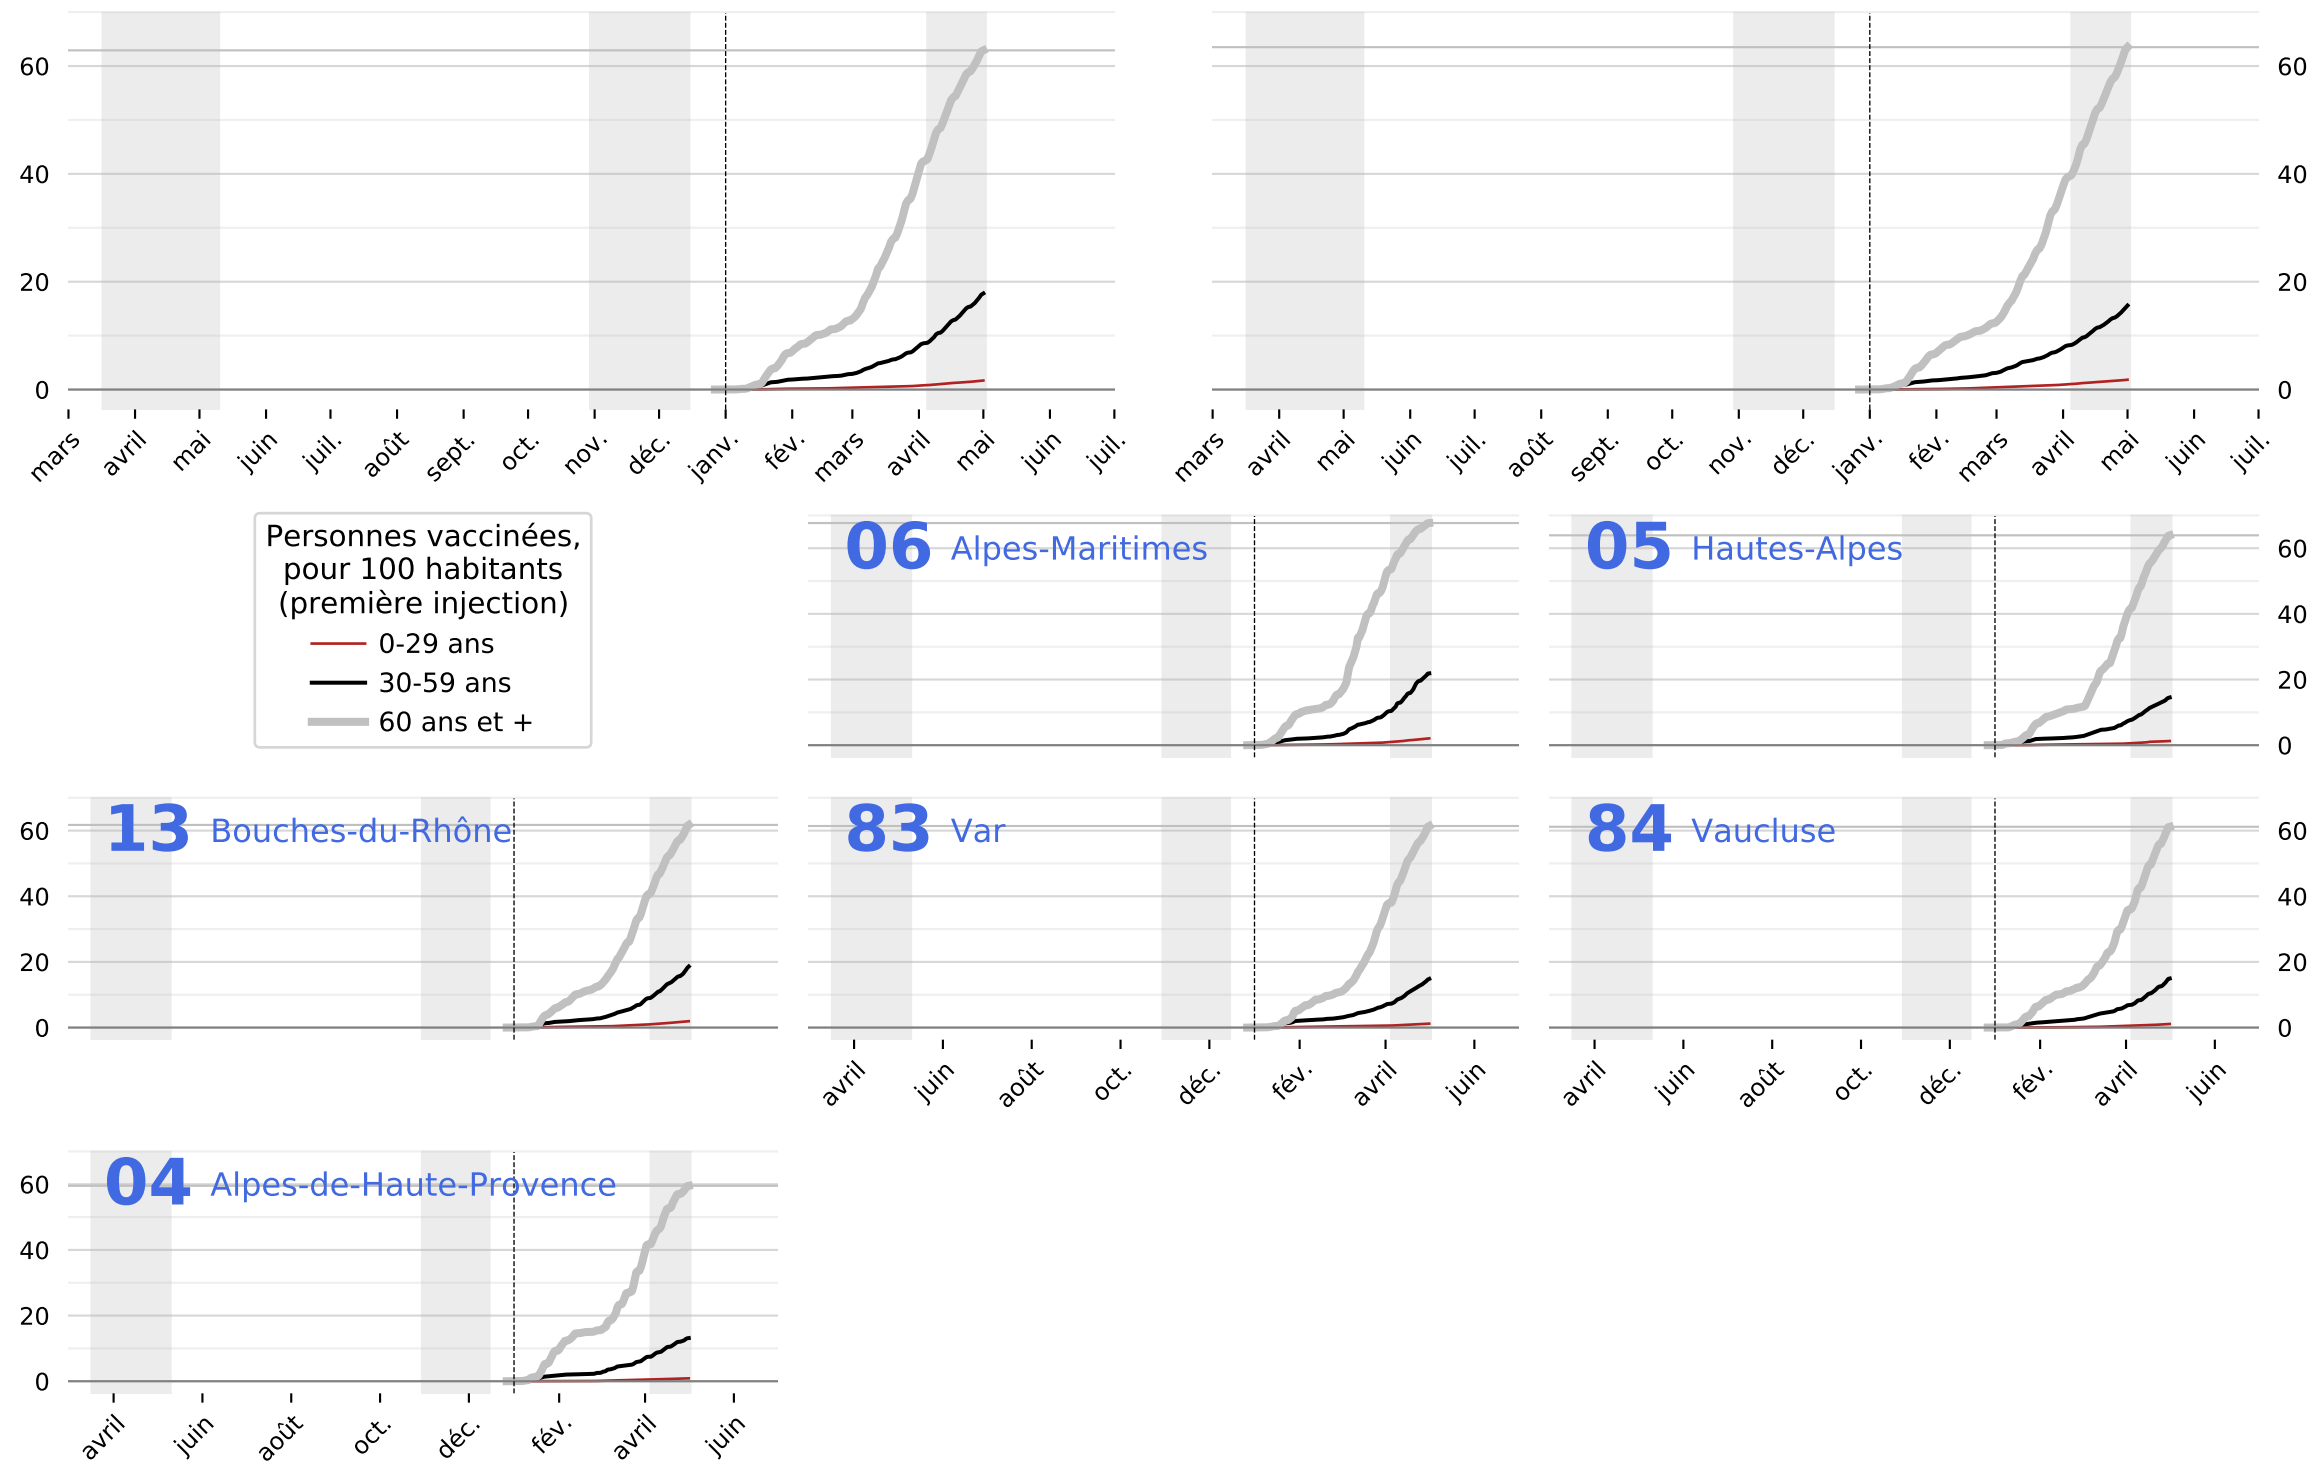 60
40
20
0
mars avril mai juin juil. août sept. oct. nov. déc. janv. fév. mars avril mai juin juil.
60
40
20
0
mars avril mai juin juil. août sept. oct. nov. déc. janv. fév. mars avril mai juin juil.
Personnes vaccinées,
pour 100 habitants
(première injection)
0-29 ans
30-59 ans
60 ans et +
06 Alpes-Maritimes
05 Hautes-Alpes
60
40
20
0
13 Bouches-du-Rhône
60
40
20
0
83 Var
avril juin août oct. déc. fév. avril juin
84 Vaucluse
60
40
20
0
avril juin août oct. déc. fév. avril juin
04 Alpes-de-Haute-Provence
60
40
20
0
avril juin août oct. déc. fév. avril juin